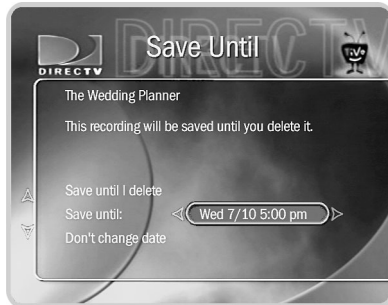 DIRECTV
Save Until
TiVo
DIRECTV
The Wedding Planner
This recording will be saved until you delete it.
Save until I delete
Save until:
Wed 7/10 5:00 pm
Don't change date